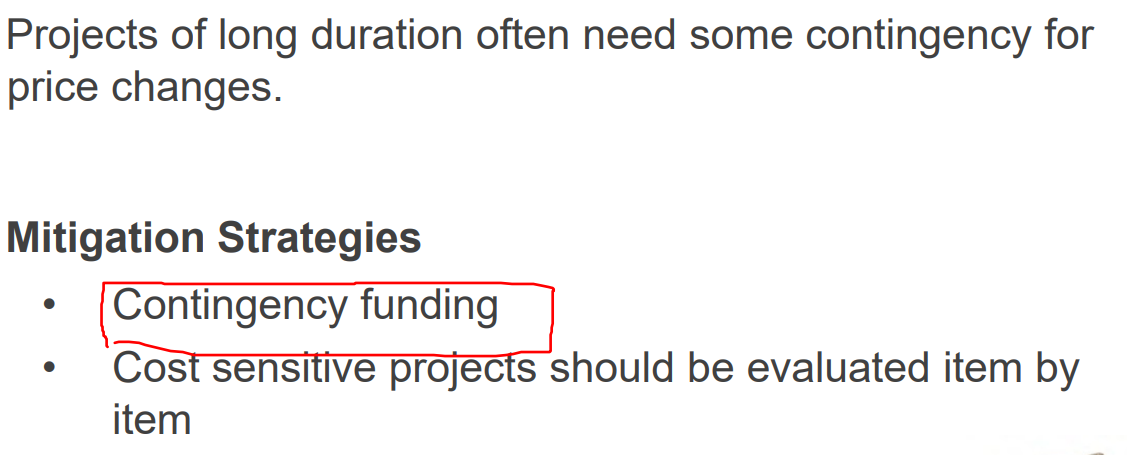 Projects of long duration often need some contingency for
price changes.
Mitigation Strategies
• Contingency funding
• Cost sensitive projects should be evaluated item by
item